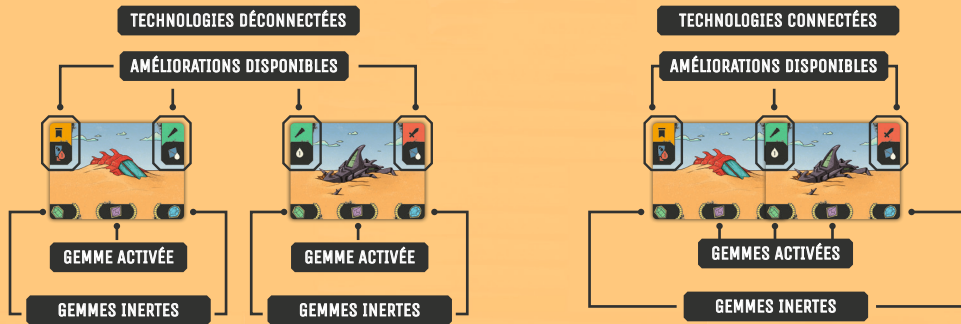 TECHNOLOGIES DÉCONNECTÉES
AMÉLIORATIONS DISPONIBLES
GEMME ACTIVÉE
GEMME ACTIVÉE
GEMMES INERTES
GEMMES INERTES
TECHNOLOGIES CONNECTÉES
AMÉLIORATIONS DISPONIBLES
GEMMES ACTIVÉES
GEMMES INERTES